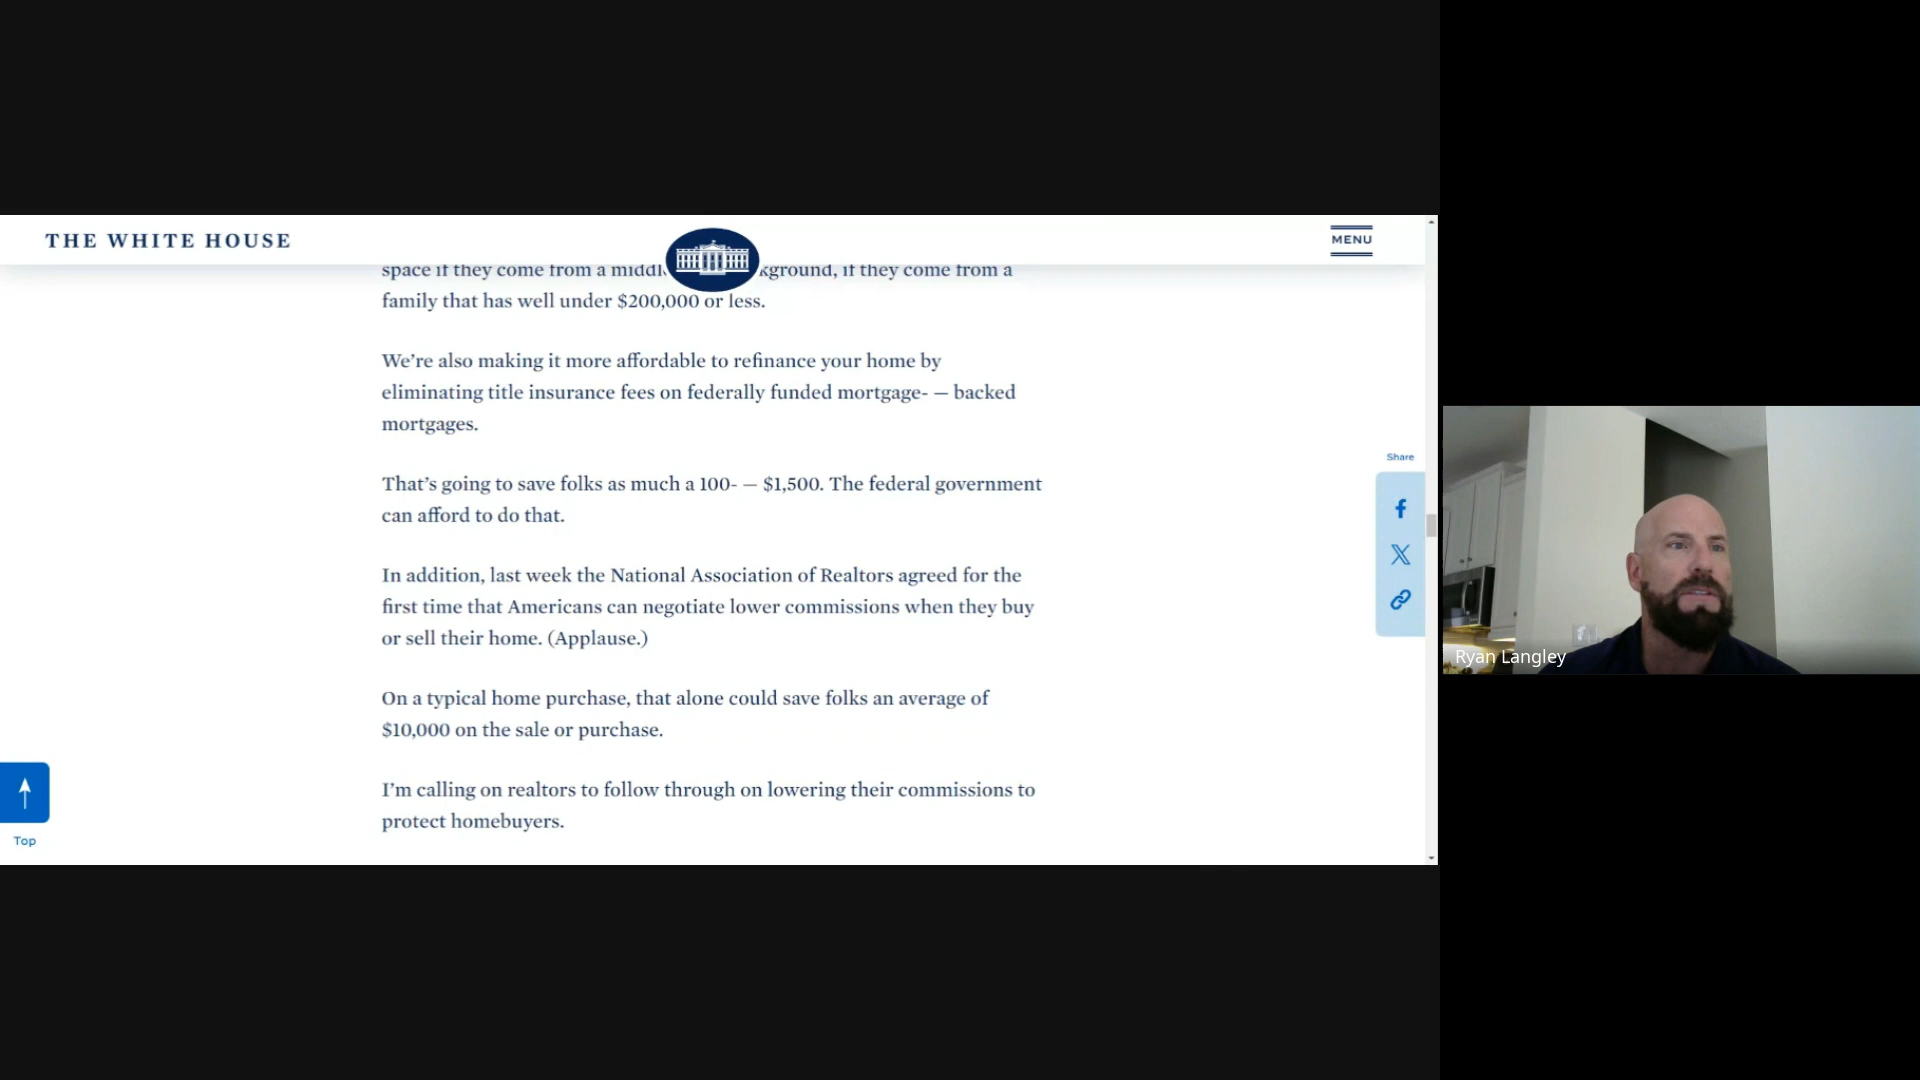 THE WHITE HOUSE
MENU
space if they come from a middl kground, if they come from a
family that has well under $200,000 or less.
We’re also making it more affordable to refinance your home by
eliminating title insurance fees on federally funded mortgage- — backed
mortgages.
That’s going to save folks as much a 100- — $1,500. The federal government
can afford to do that.
In addition, last week the National Association of Realtors agreed for the
first time that Americans can negotiate lower commissions when they buy
or sell their home. (Applause.)
On a typical home purchase, that alone could save folks an average of
$10,000 on the sale or purchase.
I’m calling on realtors to follow through on lowering their commissions to
protect homebuyers.
Share
Top
Ryan Langley